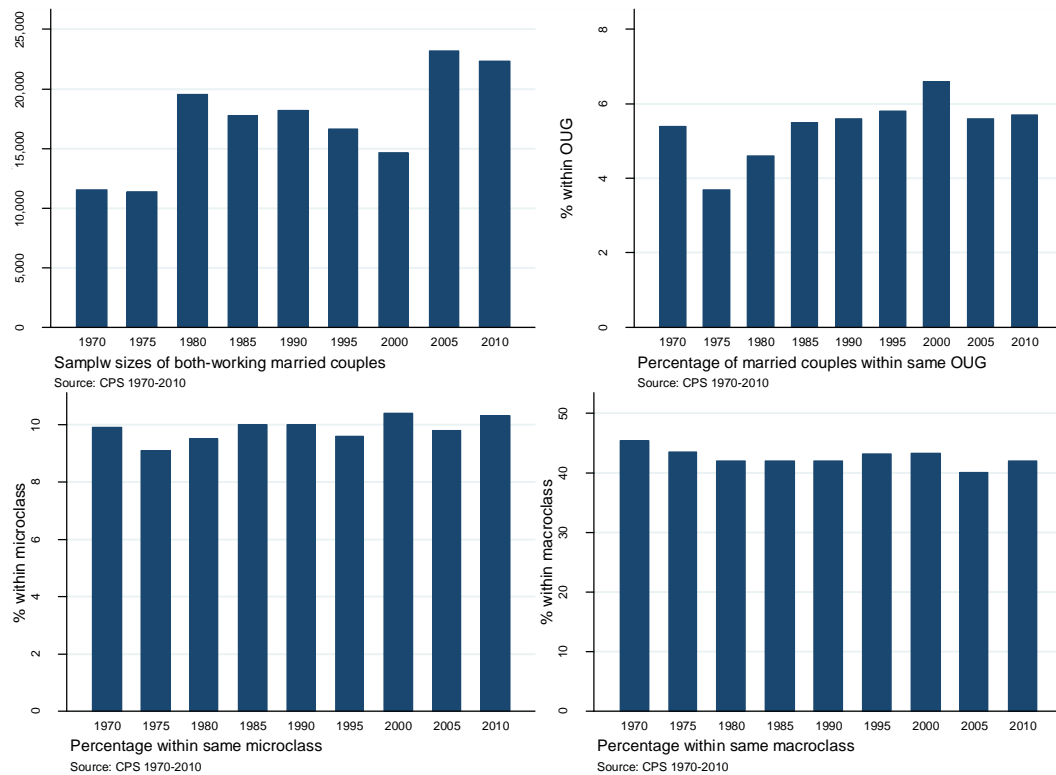 25,000
20,000
15,000
10,000
5,000
0
1970 1975 1980 1985 1990 1995 2000 2005 2010
Samplw sizes of both-working married couples
Source: CPS 1970-2010
% within OUG
8
6
4
2
0
1970 1975 1980 1985 1990 1995 2000 2005 2010
Percentage of married couples within same OUG
Source: CPS 1970-2010
% within microclass
10
8
6
4
2
0
1970 1975 1980 1985 1990 1995 2000 2005 2010
Percentage within same microclass
Source: CPS 1970-2010
% within macroclass
50
40
30
20
10
0
1970 1975 1980 1985 1990 1995 2000 2005 2010
Percentage within same macroclass
Source: CPS 1970-2010